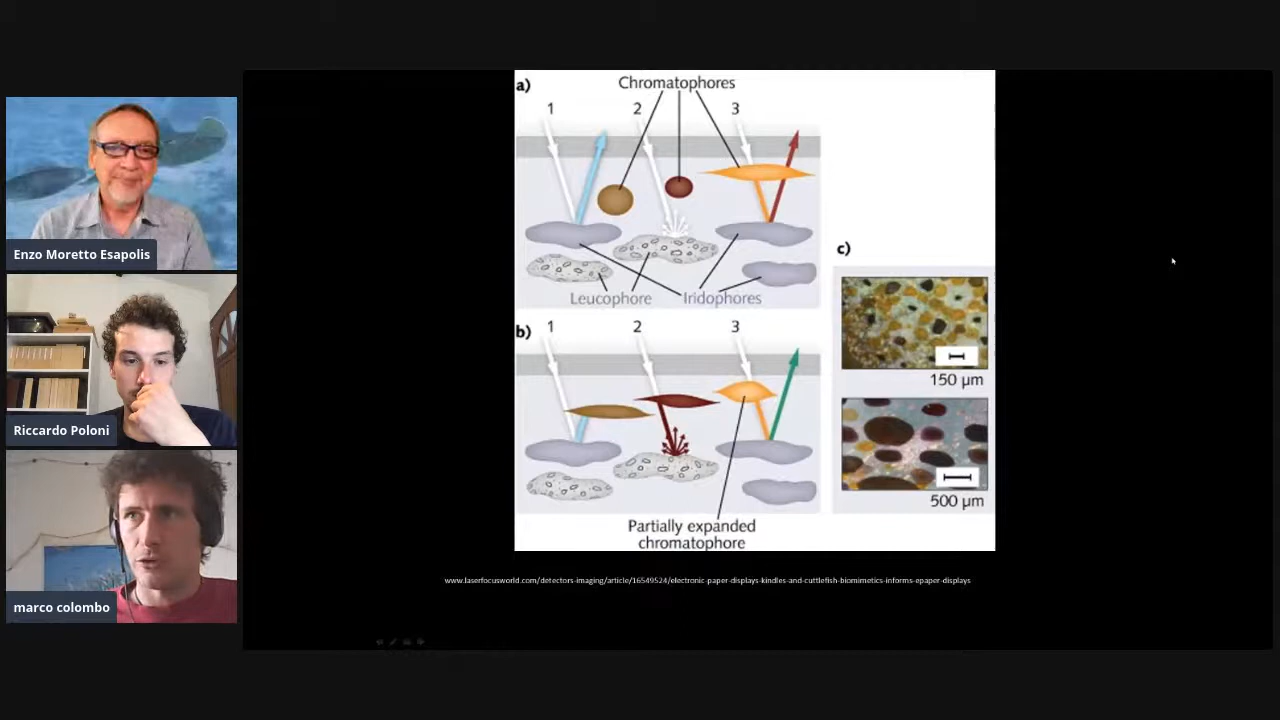 Enzo Moretto Esapolis
Riccardo Poloni
marco colombo
a)
Chromatophores
1 2 3
Leucophore Iridophores
b)
1 2 3
Partially expanded
chromatophore
c)
150 µm
500 µm
www.laserfocusworld.com/detectors-imaging/article/16549524/electronic-paper-displays-kindles-and-cuttlefish-biomimetics-informs-epaper-displays